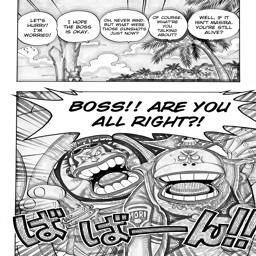 WELL, IF IT
ISN'T MASIRA.
YOU'RE STILL
ALIVE?
OF COURSE.
WHAT'RE
YOU
TALKING
ABOUT?
OH, NEVER MIND.
BUT WHAT WERE
THOSE GUNSHOTS
JUST NOW?
I HOPE
THE BOSS
IS OKAY.
LET'S
HURRY!
I'M
WORRIED!
BOSS!! ARE YOU
ALL RIGHT?!
ばばーん!!